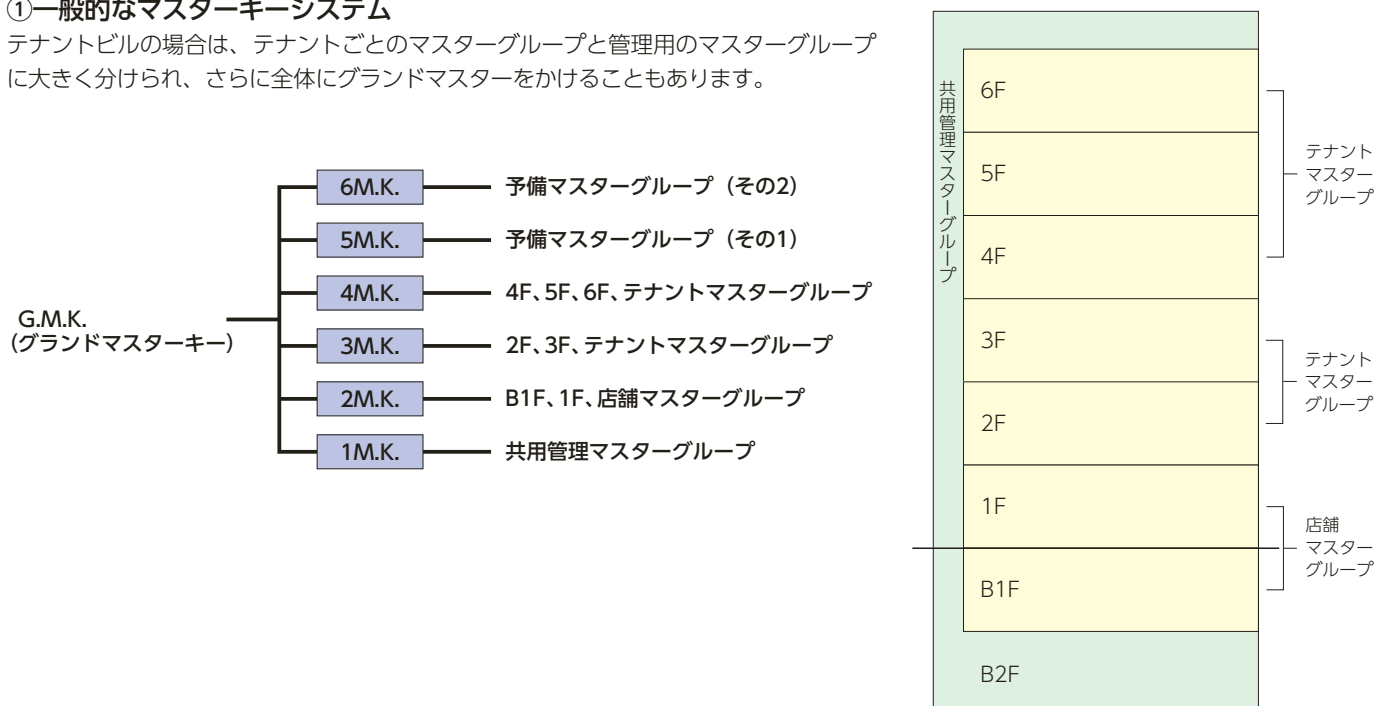 ①一般的なマスターキーシステム
テナントビルの場合は、テナントごとのマスターグループと管理用のマスターグループ
に大きく分けられ、さらに全体にグランドマスターをかけることもあります。
G.M.K.
(グランドマスターキー)
6M.K.
予備マスターグループ（その2）
5M.K.
予備マスターグループ（その1）
4M.K.
4F、5F、6F、テナントマスターグループ
3M.K.
2F、3F、テナントマスターグループ
2M.K.
B1F、1F、店舗マスターグループ
1M.K.
共用管理マスターグループ
共用管理マスターグループ
6F
5F
4F
テナント
マスター
グループ
3F
2F
テナント
マスター
グループ
1F
B1F
店舗
マスター
グループ
B2F